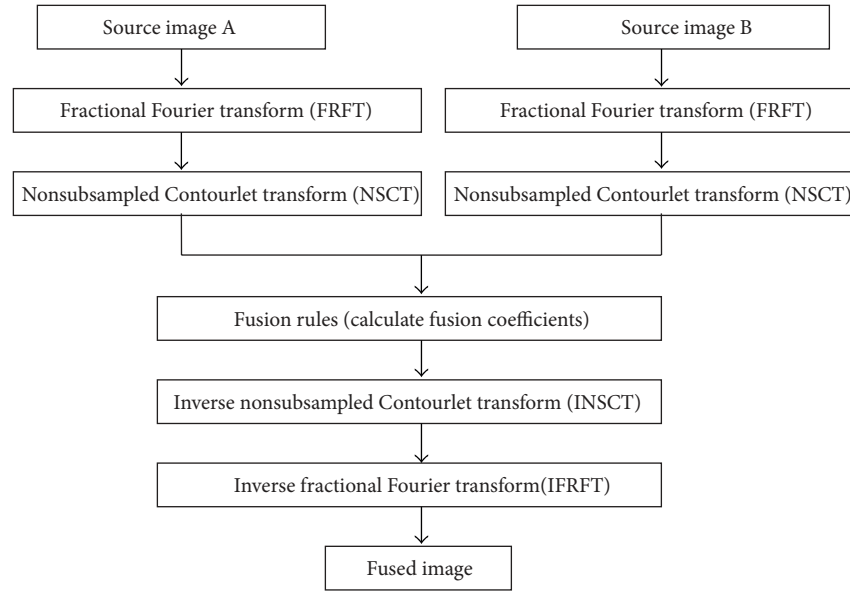 Source image A
Source image B
Fractional Fourier transform (FRFT)
Fractional Fourier transform (FRFT)
Nonsubsampled Contourlet transform (NSCT)
Nonsubsampled Contourlet transform (NSCT)
Fusion rules (calculate fusion coefficients)
Inverse nonsubsampled Contourlet transform (INSCT)
Inverse fractional Fourier transform(IFRFT)
Fused image